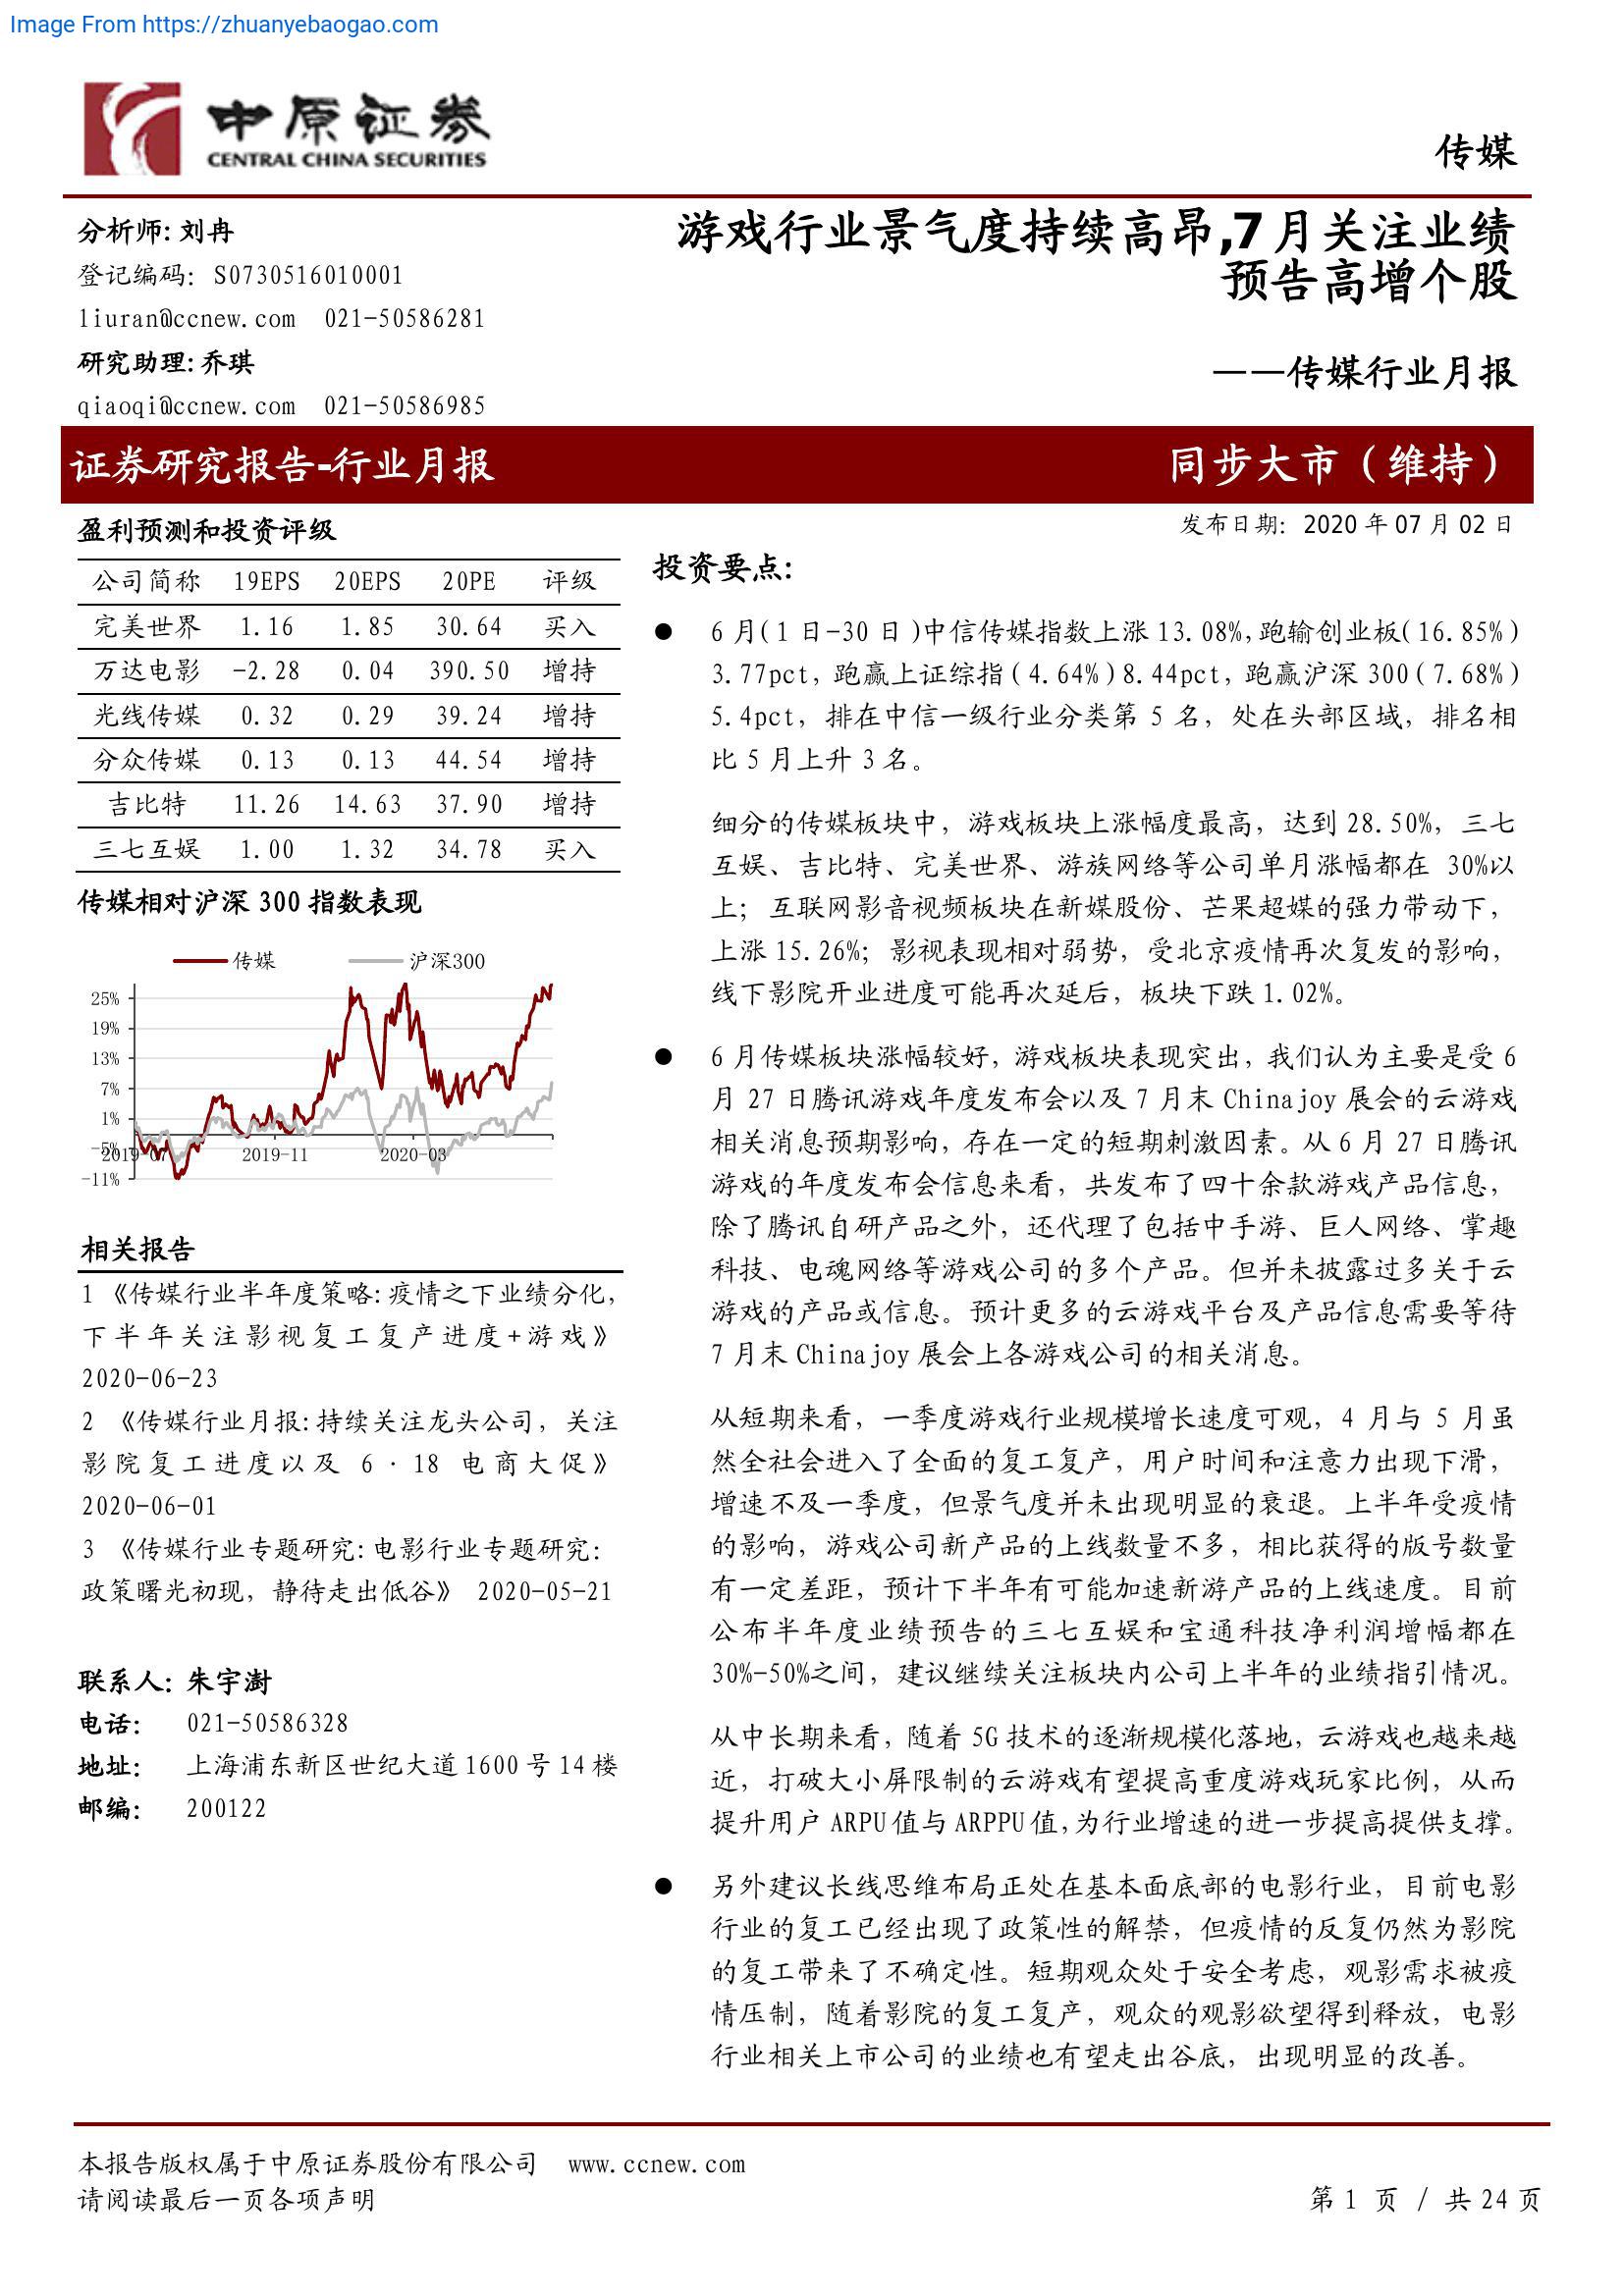 Image From https://zhuanyebaogao.com
中原证券
CENTRAL CHINA SECURITIES
传媒
分析师:刘冉
登记编码：S0730516010001
liuran@ccnew.com 021-50586281
研究助理:乔琪
qiaoqi@ccnew.com 021-50586985
游戏行业景气度持续高昂,7月关注业绩
预告高增个股
——传媒行业月报
证券研究报告-行业月报
同步大市（维持）
盈利预测和投资评级
公司简称 19EPS 20EPS 20PE 评级
完美世界 1.16 1.85 30.64 买入
万达电影 -2.28 0.04 390.50 增持
光线传媒 0.32 0.29 39.24 增持
分众传媒 0.13 0.13 44.54 增持
吉比特 11.26 14.63 37.90 增持
三七互娱 1.00 1.32 34.78 买入
传媒相对沪深 300 指数表现
传媒 沪深300
25%
19%
13%
7%
1%
-5%
-11%
2019-07 2019-11 2020-03
相关报告
1 《传媒行业半年度策略:疫情之下业绩分化，
下半年关注影视复工复产进度+游戏》
2020-06-23
2 《传媒行业月报:持续关注龙头公司，关注
影院复工进度以及 6·18 电商大促》
2020-06-01
3 《传媒行业专题研究:电影行业专题研究：
政策曙光初现，静待走出低谷》 2020-05-21
联系人：朱宇澍
电话： 021-50586328
地址： 上海浦东新区世纪大道1600号14楼
邮编： 200122
发布日期：2020年07月02日
投资要点:
● 6月(1日-30日)中信传媒指数上涨13.08%,跑输创业板(16.85%)
3.77pct，跑赢上证综指(4.64%)8.44pct，跑赢沪深300(7.68%)
5.4pct，排在中信一级行业分类第5名，处在头部区域，排名相
比5月上升3名。
细分的传媒板块中，游戏板块上涨幅度最高，达到28.50%，三七
互娱、吉比特、完美世界、游族网络等公司单月涨幅都在 30%以
上；互联网影音视频板块在新媒股份、芒果超媒的强力带动下，
上涨15.26%；影视表现相对弱势，受北京疫情再次复发的影响，
线下影院开业进度可能再次延后，板块下跌1.02%。
● 6月传媒板块涨幅较好，游戏板块表现突出，我们认为主要是受6
月27日腾讯游戏年度发布会以及7月末Chinajoy展会的云游戏
相关消息预期影响，存在一定的短期刺激因素。从6月27日腾讯
游戏的年度发布会信息来看，共发布了四十余款游戏产品信息，
除了腾讯自研产品之外，还代理了包括中手游、巨人网络、掌趣
科技、电魂网络等游戏公司的多个产品。但并未披露过多关于云
游戏的产品或信息。预计更多的云游戏平台及产品信息需要等待
7月末Chinajoy展会上各游戏公司的相关消息。
从短期来看，一季度游戏行业规模增长速度可观，4月与5月虽
然全社会进入了全面的复工复产，用户时间和注意力出现下滑，
增速不及一季度，但景气度并未出现明显的衰退。上半年受疫情
的影响，游戏公司新产品的上线数量不多，相比获得的版号数量
有一定差距，预计下半年有可能加速新游产品的上线速度。目前
公布半年度业绩预告的三七互娱和宝通科技净利润增幅都在
30%-50%之间，建议继续关注板块内公司上半年的业绩指引情况。
从中长期来看，随着5G技术的逐渐规模化落地，云游戏也越来越
近，打破大小屏限制的云游戏有望提高重度游戏玩家比例，从而
提升用户ARPU值与ARPPU值,为行业增速的进一步提高提供支撑。
● 另外建议长线思维布局正处在基本面底部的电影行业，目前电影
行业的复工已经出现了政策性的解禁，但疫情的反复仍然为影院
的复工带来了不确定性。短期观众处于安全考虑，观影需求被疫
情压制，随着影院的复工复产，观众的观影欲望得到释放，电影
行业相关上市公司的业绩也有望走出谷底，出现明显的改善。
本报告版权属于中原证券股份有限公司 www.ccnew.com
请阅读最后一页各项声明
第1 页 / 共24页